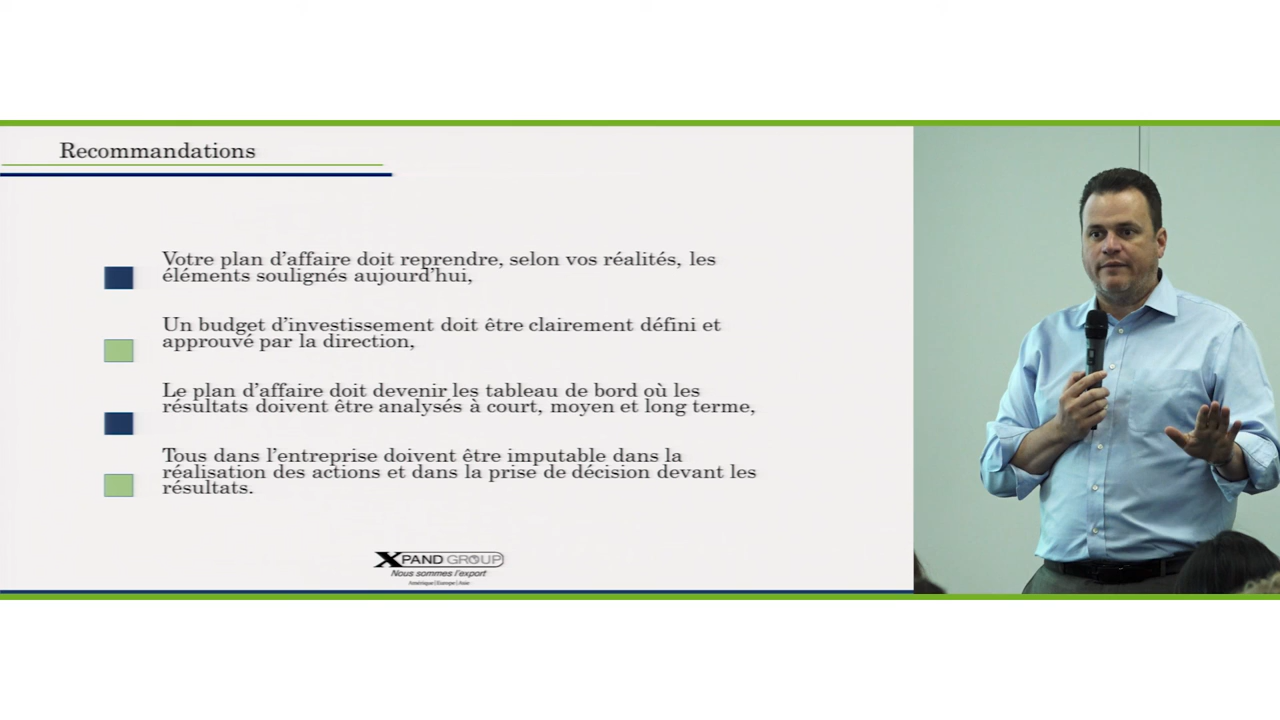 Recommandations
Votre plan d'affaire doit reprendre, selon vos réalités, les
éléments soulignés aujourd'hui,
Un budget d'investissement doit être clairement défini et
approuvé par la direction,
Le plan d'affaire doit devenir les tableau de bord où les
résultats doivent être analysés à court, moyen et long terme,
Tous dans l'entreprise doivent être imputable dans la
réalisation des actions et dans la prise de décision devant les
résultats.
XPAND GROUP
Nous sommes l'export
Amérique | Europe | Asie